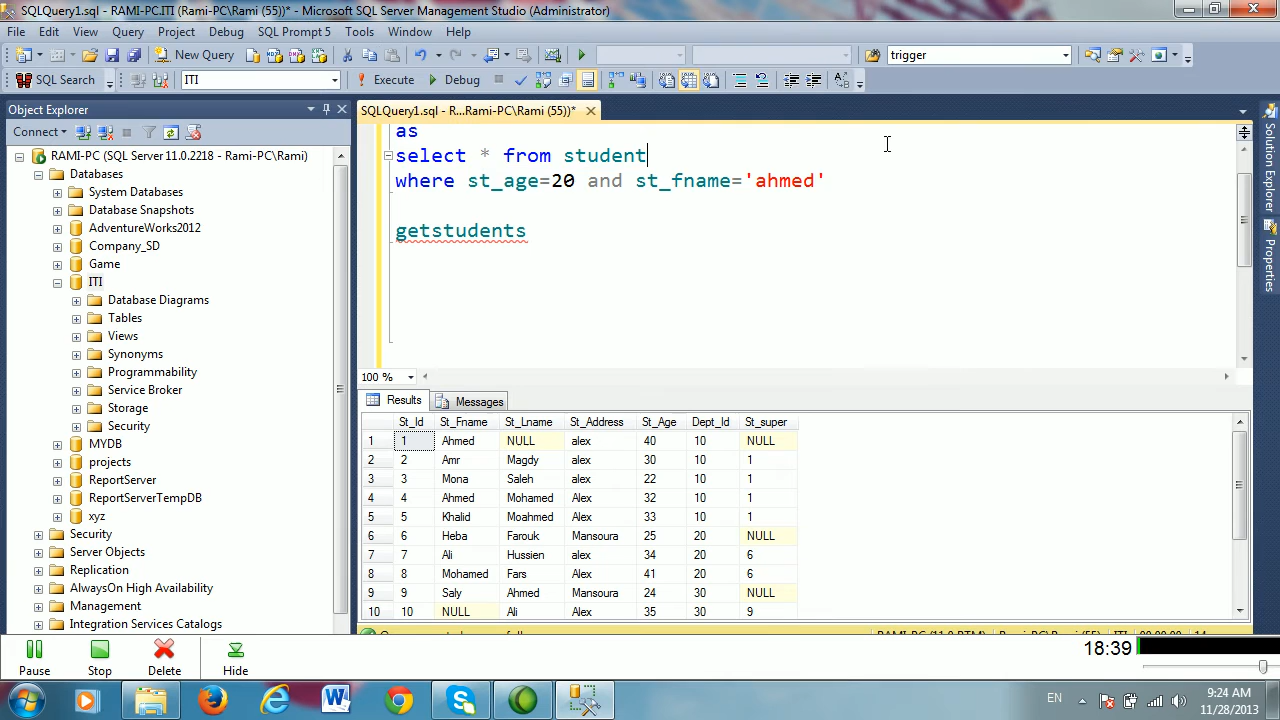 SQLQuery1.sql - RAMI-PC.ITI (Rami-PC\Rami (55))* - Microsoft SQL Server Management Studio (Administrator)
File Edit View Query Project Debug SQL Prompt 5 Tools Window Help
New Query trigger
SQL Search ITI Execute Debug
Object Explorer
Connect
RAMI-PC (SQL Server 11.0.2218 - Rami-PC\Rami)
Databases
System Databases
Database Snapshots
AdventureWorks2012
Company_SD
Game
ITI
Database Diagrams
Tables
Views
Synonyms
Programmability
Service Broker
Storage
Security
MYDB
projects
ReportServer
ReportServerTempDB
xyz
Security
Server Objects
Replication
AlwaysOn High Availability
Management
Integration Services Catalogs
SQLQuery1.sql - R...Rami-PC\Rami (55))*
as
select * from student
where st_age=20 and st_fname='ahmed'
getstudents
100 %
Results Messages
St_Id St_Fname St_Lname St_Address St_Age Dept_Id St_super
1 1 Ahmed NULL alex 40 10 NULL
2 2 Amr Magdy alex 30 10 1
3 3 Mona Saleh alex 22 10 1
4 4 Ahmed Mohamed Alex 32 10 1
5 5 Khalid Moahmed Alex 33 10 1
6 6 Heba Farouk Mansoura 25 20 NULL
7 7 Ali Hussien alex 34 20 6
8 8 Mohamed Fars Alex 41 20 6
9 9 Saly Ahmed Mansoura 24 30 NULL
10 10 NULL Ali Alex 35 30 9
Solution Explorer
Properties
Pause Stop Delete Hide
18:39
EN
9:24 AM
11/28/2013